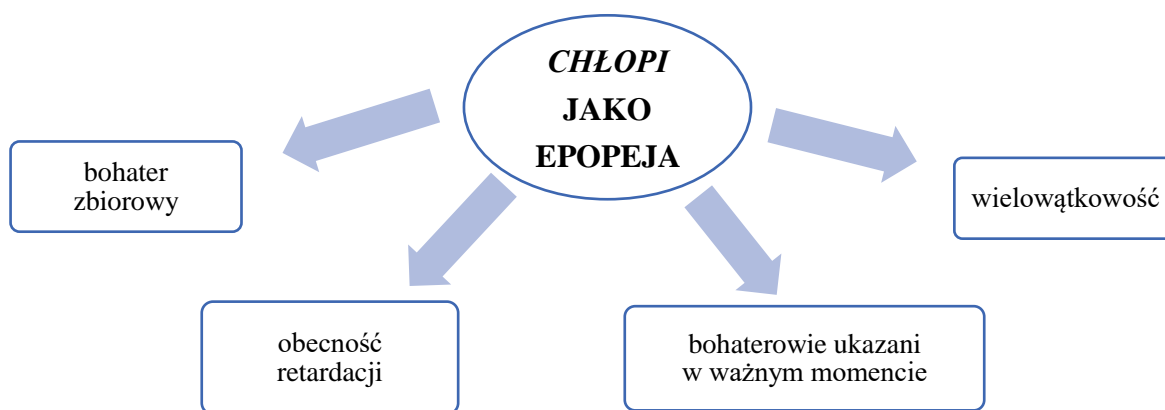 CHŁOPI
JAKO
EPOPEJA
bohater
zbiorowy
wielowątkowość
obecność
retardacji
bohaterowie ukazani
w ważnym momencie